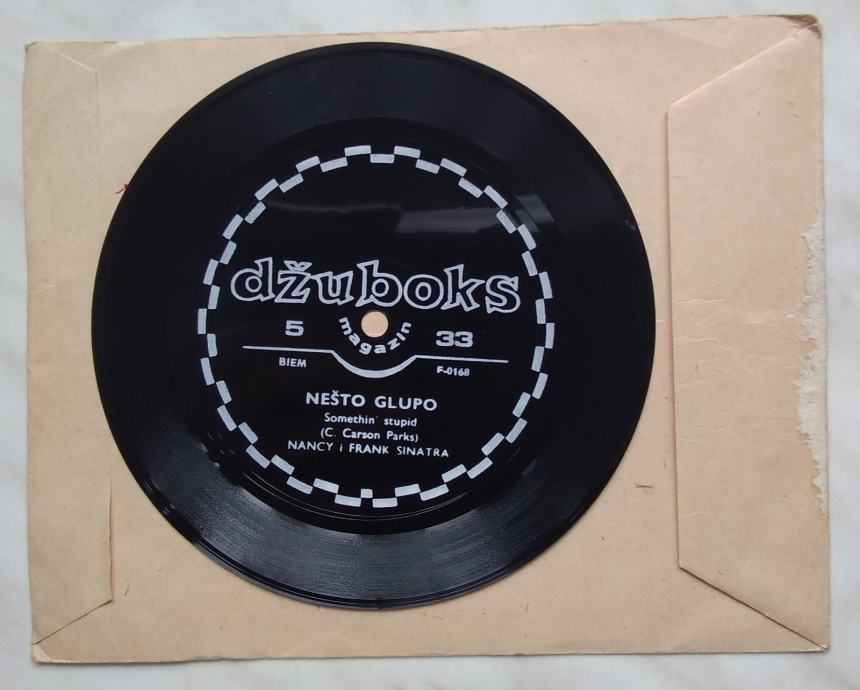 džuboks
5 magazin 33
BIEM F-0168
NEŠTO GLUPO
Somethin' stupid
(C. Carson Parks)
NANCY i FRANK SINATRA